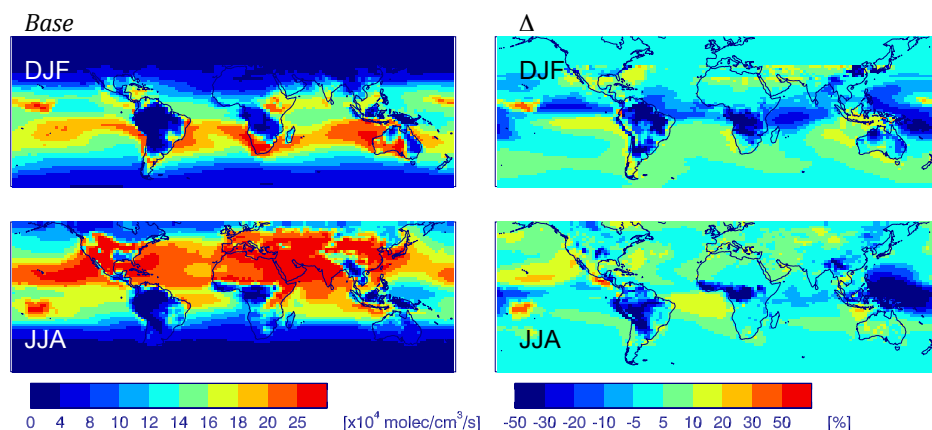 Base Δ
DJF DJF
JJA JJA
0 4 8 10 12 14 16 18 20 25 [x10⁴ molec/cm³/s] -50 -30 -20 -10 -5 5 10 20 30 50 [%]